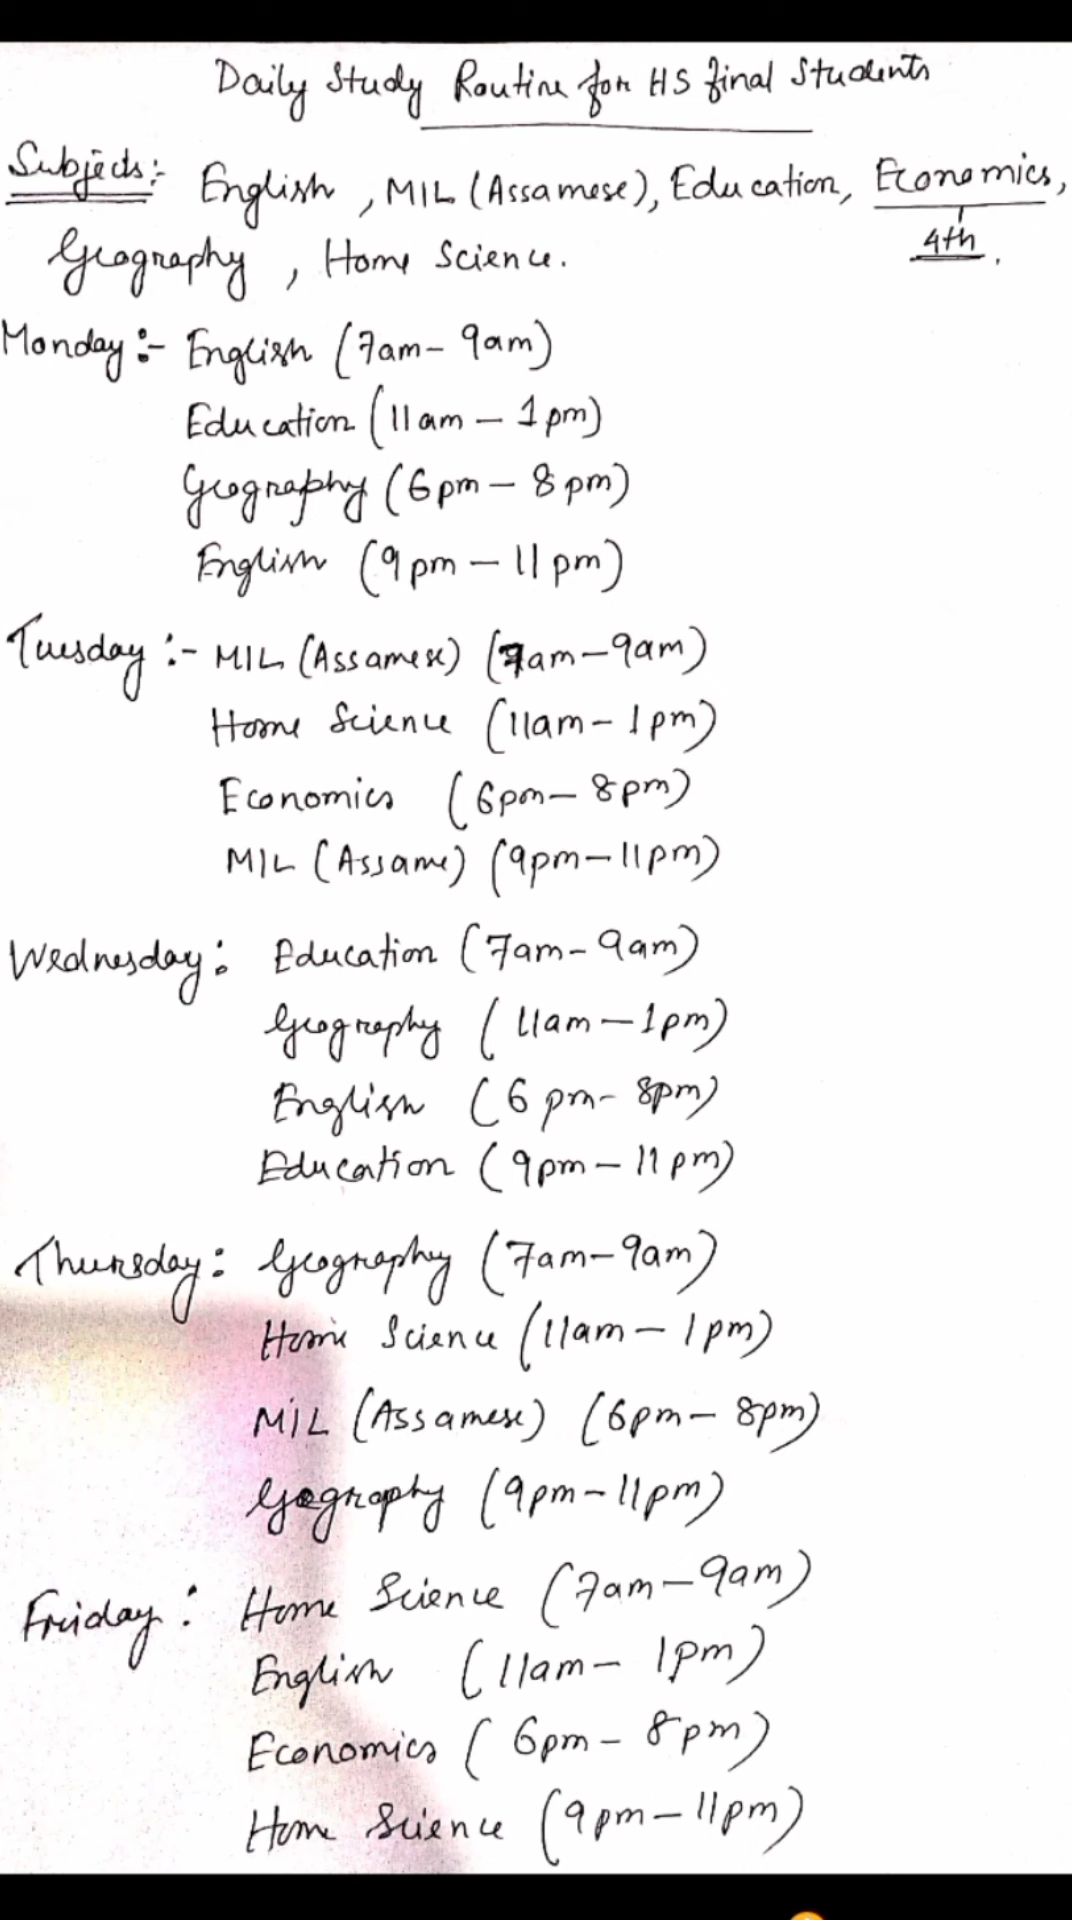 Daily Study Routine for HS final Students
Subjects:- English, MIL (Assamese), Education, Economics,
4th.
Geography, Home Science.
Monday :- English (7am - 9am)
Education (11am - 1pm)
Geography (6pm - 8pm)
English (9pm - 11pm)
Tuesday :- MIL (Assamese) (7am - 9am)
Home Science (11am - 1pm)
Economics (6pm - 8pm)
MIL (Assame) (9pm - 11pm)
Wednesday : Education (7am - 9am)
Geography (11am - 1pm)
English (6 pm - 8pm)
Education (9pm - 11pm)
Thursday : Geography (7am - 9am)
Home Science (11am - 1pm)
MIL (Assamese) (6pm - 8pm)
Geography (9pm - 11pm)
Friday : Home Science (7am - 9am)
English (11am - 1pm)
Economics (6pm - 8pm)
Home Science (9pm - 11pm)